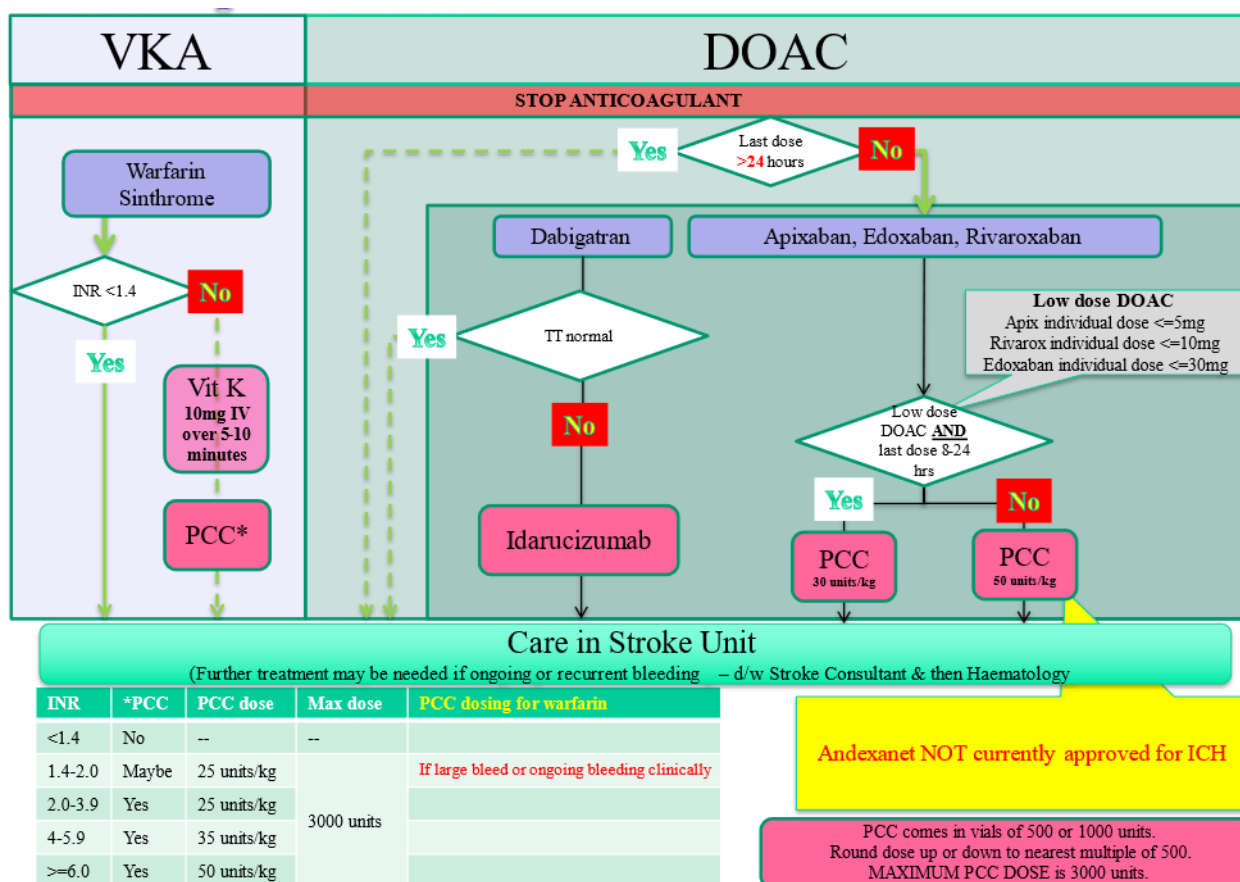 VKA
DOAC
STOP ANTICOAGULANT
Warfarin
Sinthrome
INR <1.4
No
Yes
Vit K
10mg IV
over 5-10
minutes
PCC*
Yes
Last dose
>24 hours
No
Dabigatran
Yes
TT normal
No
Idarucizumab
Apixaban, Edoxaban, Rivaroxaban
Low dose DOAC
Apix individual dose <=5mg
Rivarox individual dose <=10mg
Edoxaban individual dose <=30mg
Low dose
DOAC AND
last dose 8-24
hrs
Yes
No
PCC
30 units/kg
PCC
50 units/kg
Care in Stroke Unit
(Further treatment may be needed if ongoing or recurrent bleeding – d/w Stroke Consultant & then Haematology
INR *PCC PCC dose Max dose PCC dosing for warfarin
<1.4 No -- --
1.4-2.0 Maybe 25 units/kg If large bleed or ongoing bleeding clinically
2.0-3.9 Yes 25 units/kg
3000 units
4-5.9 Yes 35 units/kg
>=6.0 Yes 50 units/kg
Andexanet NOT currently approved for ICH
PCC comes in vials of 500 or 1000 units.
Round dose up or down to nearest multiple of 500.
MAXIMUM PCC DOSE is 3000 units.